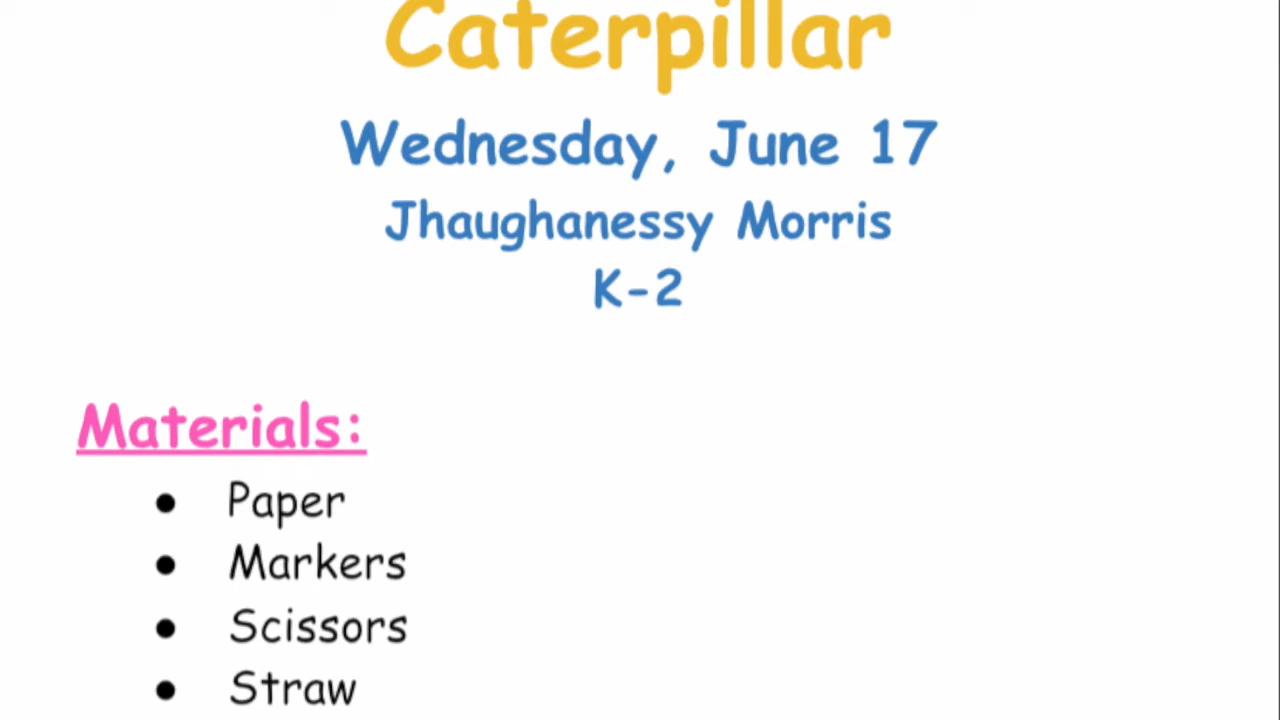 Caterpillar
Wednesday, June 17
Jhaughanessy Morris
K-2
Materials:
● Paper
● Markers
● Scissors
● Straw